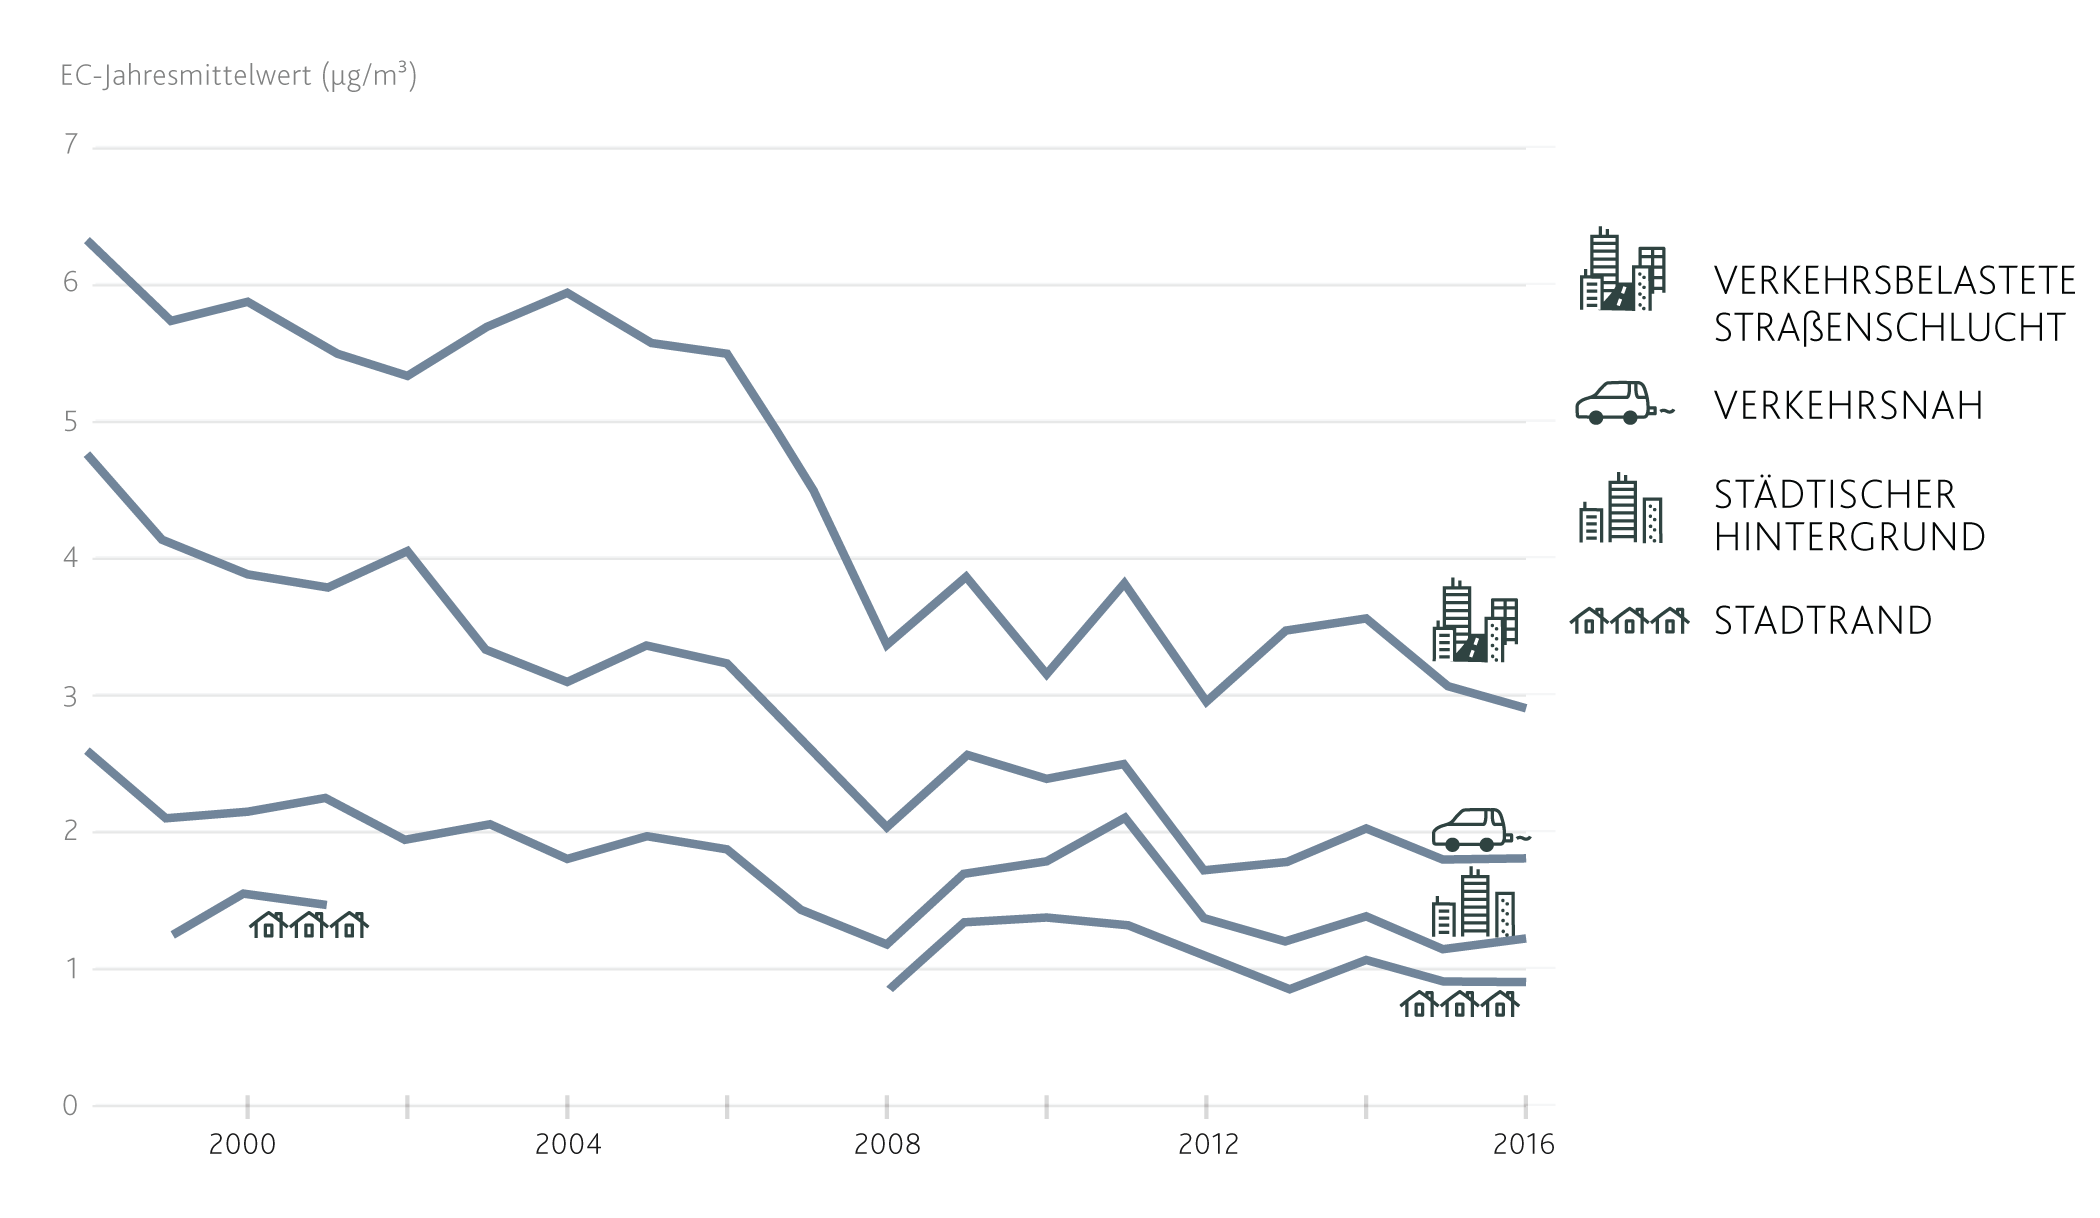 EC-Jahresmittelwert (µg/m³)
7
6
5
4
3
2
1
0
2000
2004
2008
2012
2016
VERKEHRSBELASTETE
STRAßENSCHLUCHT
VERKEHRSNAH
STÄDTISCHER
HINTERGRUND
STADTRAND